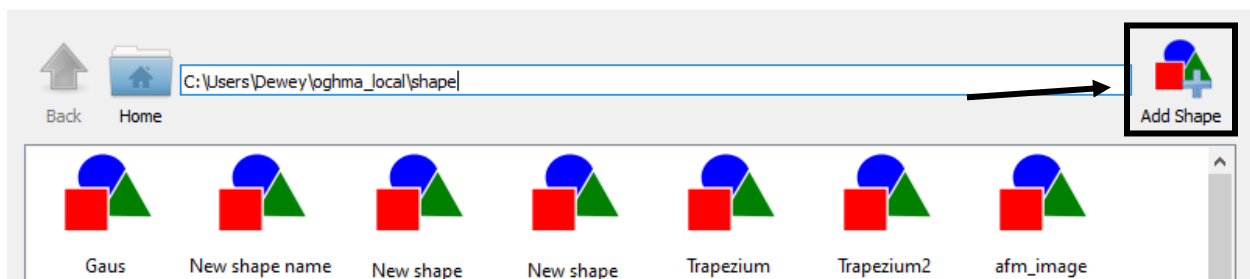 C:\Users\Dewey\oghma_local\shape
Back
Home
Add Shape
Gaus
New shape name
New shape
New shape
Trapezium
Trapezium2
afm_image